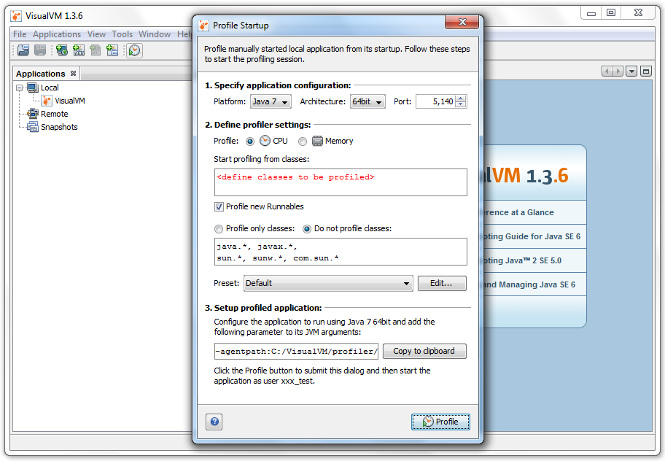 VisualVM 1.3.6
File Applications View Tools Window Help
Applications
Local
VisualVM
Remote
Snapshots
Profile Startup
Profile manually started local application from its startup. Follow these steps
to start the profiling session.
1. Specify application configuration:
Platform: Java 7 Architecture: 64bit Port: 5,140
2. Define profiler settings:
Profile: CPU Memory
Start profiling from classes:
<define classes to be profiled>
Profile new Runnables
Profile only classes: Do not profile classes:
java.*, javax.*,
sun.*, sunw.*, com.sun.*
Preset: Default Edit...
3. Setup profiled application:
Configure the application to run using Java 7 64bit and add the
following parameter to its JVM arguments:
-agentpath:C:/VisualVM/profiler/ Copy to clipboard
Click the Profile button to submit this dialog and then start the
application as user xxx_test.
? Profile
alVM 1.3.6
erence at a Glance
oting Guide for Java SE 6
oting Java™ 2 SE 5.0
and Managing Java SE 6